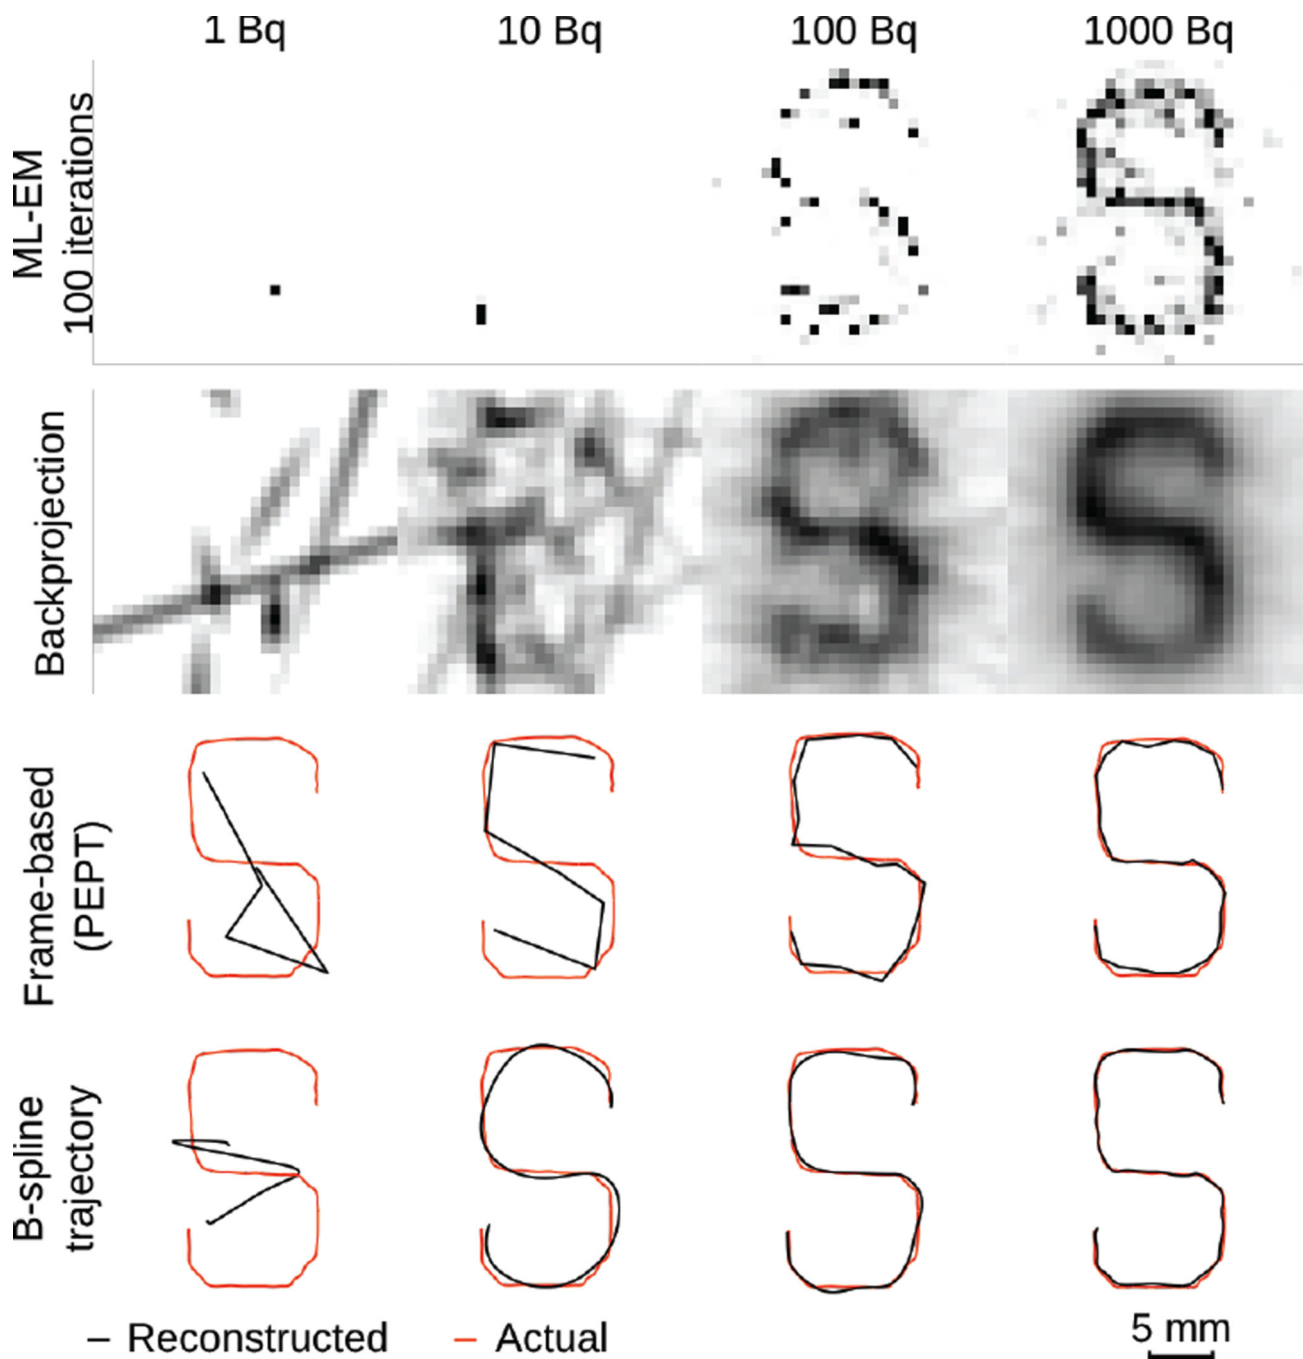 1 Bq 10 Bq 100 Bq 1000 Bq
ML-EM
100 iterations
Backprojection
Frame-based
(PEPT)
B-spline
trajectory
– Reconstructed – Actual
5 mm